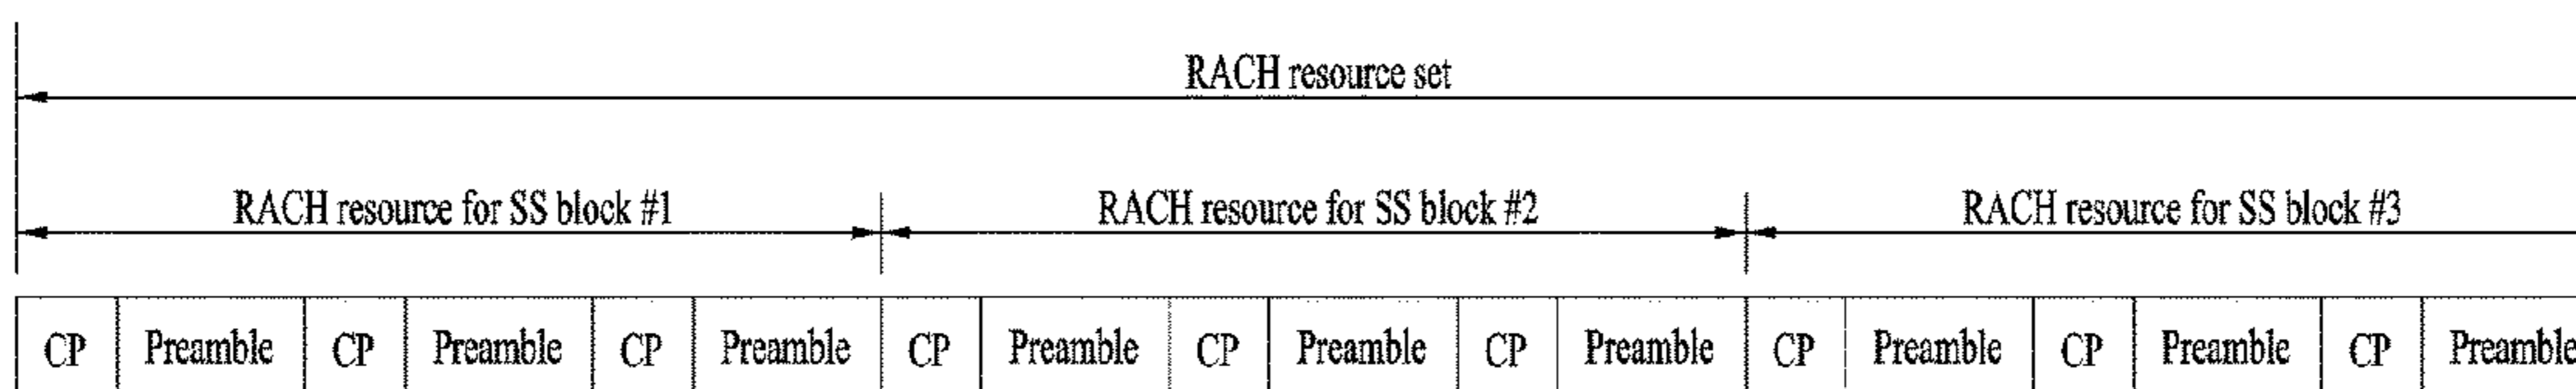 RACH resource set
RACH resource for SS block #1 RACH resource for SS block #2 RACH resource for SS block #3
CP Preamble CP Preamble CP Preamble CP Preamble CP Preamble CP Preamble CP Preamble CP Preamble CP Preamble